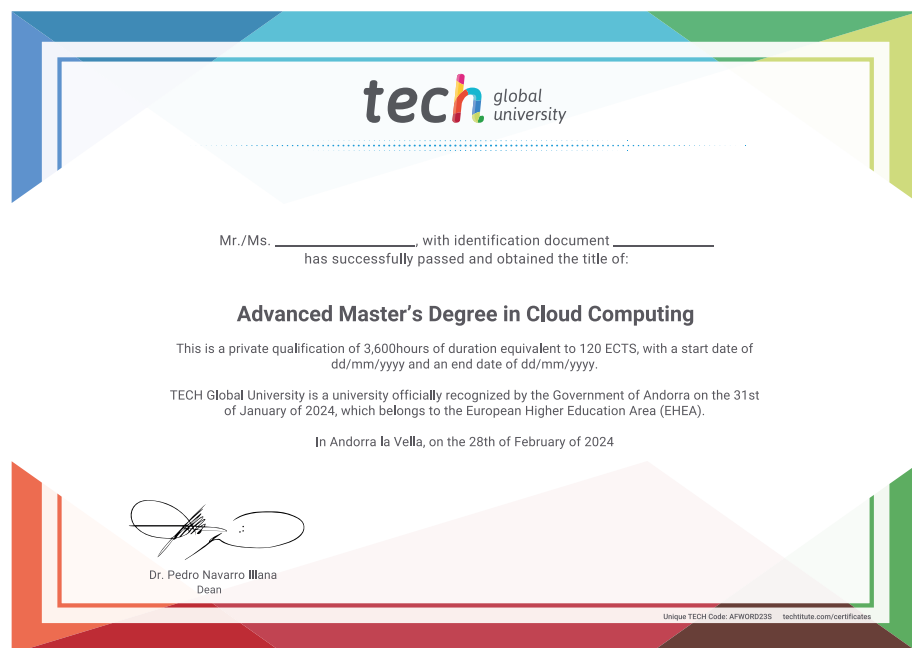 tech global
university
Mr./Ms. ____________, with identification document ____________
has successfully passed and obtained the title of:
Advanced Master’s Degree in Cloud Computing
This is a private qualification of 3,600hours of duration equivalent to 120 ECTS, with a start date of
dd/mm/yyyy and an end date of dd/mm/yyyy.
TECH Global University is a university officially recognized by the Government of Andorra on the 31st
of January of 2024, which belongs to the European Higher Education Area (EHEA).
In Andorra la Vella, on the 28th of February of 2024
Dr. Pedro Navarro Illana
Dean
Unique TECH Code: AFWORD23S techtitute.com/certificates